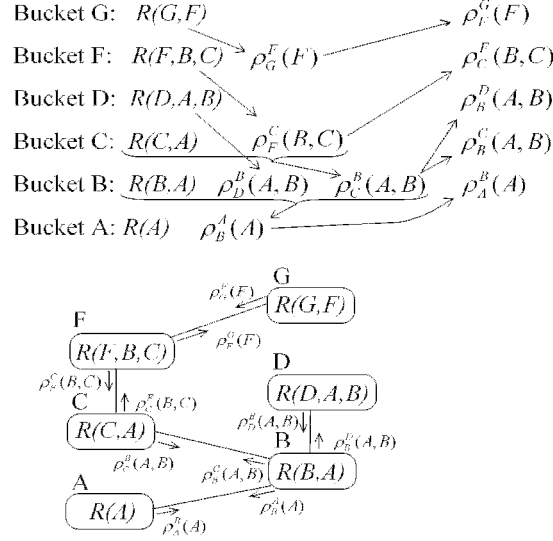 Bucket G: R(G,F) ρ_F^G(F)
Bucket F: R(F,B,C) ρ_G^F(F) ρ_C^F(B,C)
Bucket D: R(D,A,B) ρ_B^D(A,B)
Bucket C: R(C,A) ρ_F^C(B,C) ρ_B^C(A,B)
Bucket B: R(B,A) ρ_D^B(A,B) ρ_C^B(A,B) ρ_A^B(A)
Bucket A: R(A) ρ_B^A(A)
G
R(G,F)
ρ_G^F(F)
ρ_F^G(F)
F
R(F,B,C)
D
R(D,A,B)
ρ_F^C(B,C)
ρ_C^F(B,C)
ρ_D^B(A,B)
ρ_B^D(A,B)
C
R(C,A)
B
R(B,A)
ρ_C^B(A,B)
ρ_B^C(A,B)
A
R(A)
ρ_A^B(A)
ρ_B^A(A)